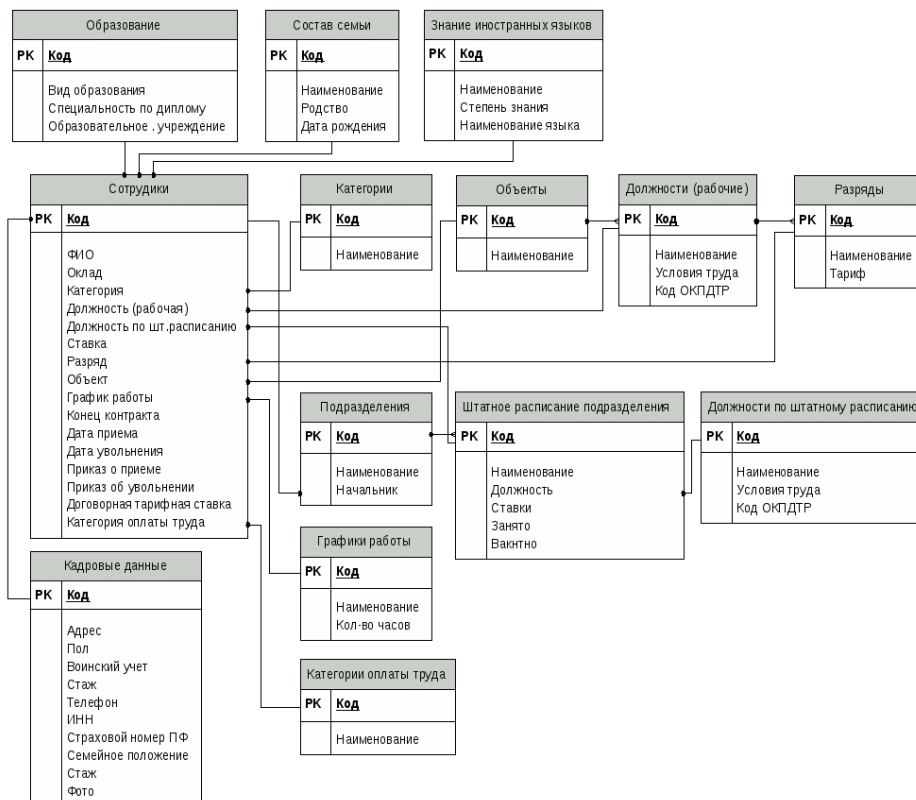 Образование
PK Код
Вид образования
Специальность по диплому
Образовательное . учреждение
Состав семьи
PK Код
Наименование
Родство
Дата рождения
Знание иностранных языков
PK Код
Наименование
Степень знания
Наименование языка
Сотрудики
PK Код
ФИО
Оклад
Категория
Должность (рабочая)
Должность по шт.расписанию
Ставка
Разряд
Объект
График работы
Конец контракта
Дата приема
Дата увольнения
Приказ о приеме
Приказ об увольнении
Договорная тарифная ставка
Категория оплаты труда
Категории
PK Код
Наименование
Объекты
PK Код
Наименование
Должности (рабочие)
PK Код
Наименование
Условия труда
Код ОКПДТР
Разряды
PK Код
Наименование
Тариф
Подразделения
PK Код
Наименование
Начальник
Штатное расписание подразделения
PK Код
Наименование
Должность
Ставки
Занято
Вакнтно
Должности по штатному расписанию
PK Код
Наименование
Условия труда
Код ОКПДТР
Графики работы
PK Код
Наименование
Кол-во часов
Кадровые данные
PK Код
Адрес
Пол
Воинский учет
Стаж
Телефон
ИНН
Страховой номер ПФ
Семейное положение
Стаж
Фото
Категории оплаты труда
PK Код
Наименование